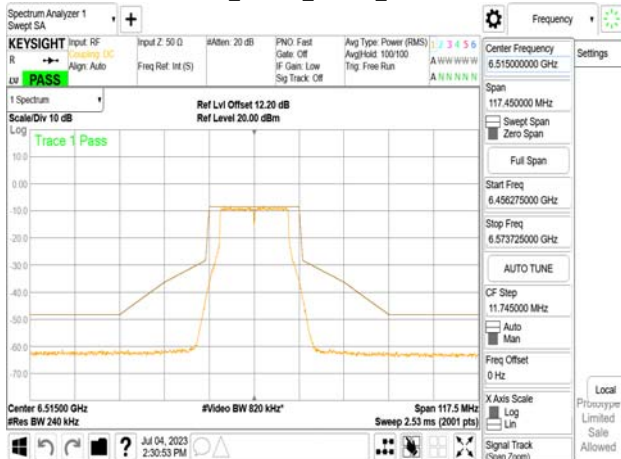 Spectrum Analyzer 1
Swept SA
+
Frequency
KEYSIGHT
Input: RF
Coupling: DC
Align: Auto
Input Z: 50 Ω
Freq Ref: Int (S)
#Atten: 20 dB
PNO: Fast
Gate: Off
IF Gain: Low
Sig Track: Off
Avg Type: Power (RMS)
Avg|Hold: 100/100
Trig: Free Run
1 2 3 4 5 6
A W W W W W
A N N N N N
R
LV
PASS
1 Spectrum
Scale/Div 10 dB
Ref Lvl Offset 12.20 dB
Ref Level 20.00 dBm
Log
Trace 1 Pass
10.0
0.00
-10.0
-20.0
-30.0
-40.0
-50.0
-60.0
-70.0
Center 6.51500 GHz
#Res BW 240 kHz
#Video BW 820 kHz*
Span 117.5 MHz
Sweep 2.53 ms (2001 pts)
Jul 04, 2023
2:30:53 PM
?
Center Frequency
6.515000000 GHz
Span
117.450000 MHz
Swept Span
Zero Span
Full Span
Start Freq
6.456275000 GHz
Stop Freq
6.573725000 GHz
AUTO TUNE
CF Step
11.745000 MHz
Auto
Man
Freq Offset
0 Hz
X Axis Scale
Log
Lin
Signal Track
(Span Zoom)
Settings
Local
Prototype
Limited
Sale
Allowed